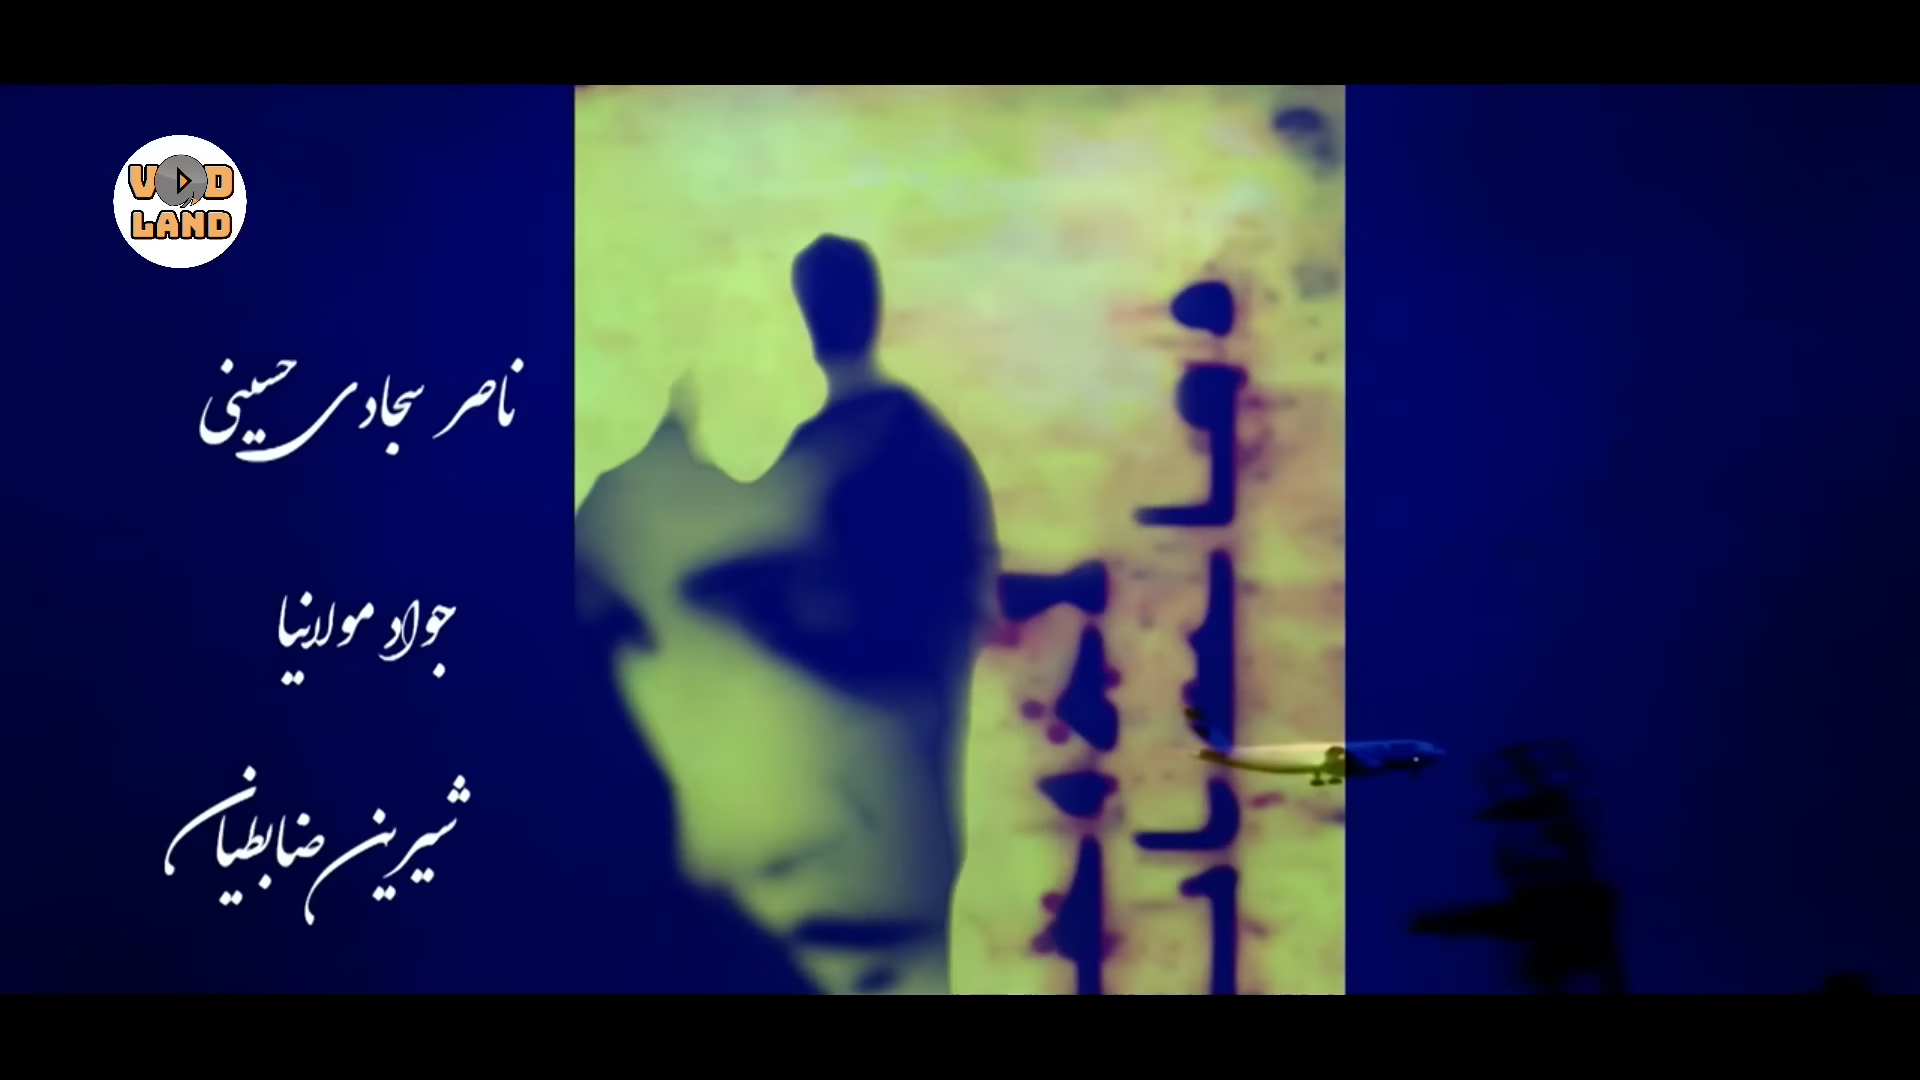 VOD
LAND
ناصر سجادی حسینی
جواد مولانیا
شیرین ضابطیان